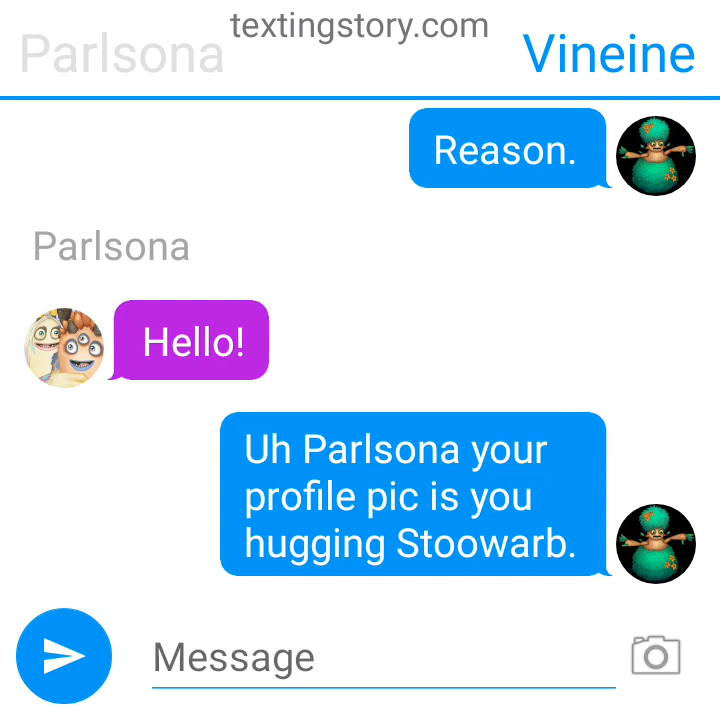 textingstory.com
Parlsona
Vineine
Reason.
Parlsona
Hello!
Uh Parlsona your
profile pic is you
hugging Stoowarb.
Message